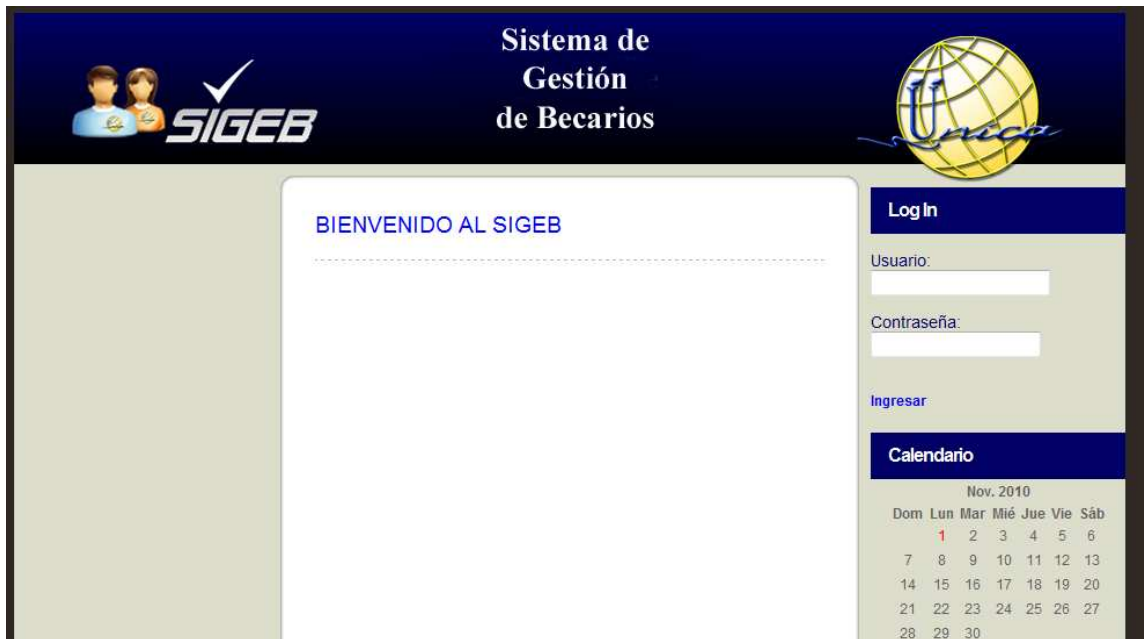 SIGEB
Sistema de
Gestión
de Becarios
Única
BIENVENIDO AL SIGEB
Log In
Usuario:
Contraseña:
Ingresar
Calendario
Nov. 2010
Dom Lun Mar Mié Jue Vie Sáb
1 2 3 4 5 6
7 8 9 10 11 12 13
14 15 16 17 18 19 20
21 22 23 24 25 26 27
28 29 30